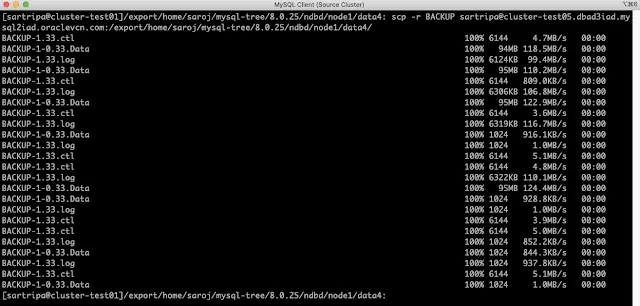 MySQL Client (Source Cluster)
⌥⌘6
[sartripa@cluster-test01]/export/home/saroj/mysql-tree/8.0.25/ndbd/node1/data4: scp -r BACKUP sartripa@cluster-test05.dbad3iad.my
sql2iad.oraclevcn.com:/export/home/saroj/mysql-tree/8.0.25/ndbd/node1/data4/
BACKUP-1.33.ctl 100% 6144 4.7MB/s 00:00
BACKUP-1-0.33.Data 100% 94MB 118.5MB/s 00:00
BACKUP-1.33.log 100% 6124KB 99.4MB/s 00:00
BACKUP-1-0.33.Data 100% 95MB 110.2MB/s 00:00
BACKUP-1.33.ctl 100% 6144 809.0KB/s 00:00
BACKUP-1.33.log 100% 6306KB 106.8MB/s 00:00
BACKUP-1-0.33.Data 100% 95MB 122.9MB/s 00:00
BACKUP-1.33.ctl 100% 6144 3.6MB/s 00:00
BACKUP-1.33.log 100% 6319KB 116.7MB/s 00:00
BACKUP-1-0.33.Data 100% 1024 916.1KB/s 00:00
BACKUP-1.33.log 100% 1024 1.0MB/s 00:00
BACKUP-1.33.ctl 100% 6144 5.1MB/s 00:00
BACKUP-1.33.ctl 100% 6144 4.8MB/s 00:00
BACKUP-1.33.log 100% 6322KB 110.1MB/s 00:00
BACKUP-1-0.33.Data 100% 95MB 124.4MB/s 00:00
BACKUP-1-0.33.Data 100% 1024 928.8KB/s 00:00
BACKUP-1.33.log 100% 1024 1.0MB/s 00:00
BACKUP-1.33.ctl 100% 6144 3.9MB/s 00:00
BACKUP-1.33.ctl 100% 6144 5.0MB/s 00:00
BACKUP-1.33.log 100% 1024 852.2KB/s 00:00
BACKUP-1-0.33.Data 100% 1024 844.3KB/s 00:00
BACKUP-1.33.log 100% 1024 937.8KB/s 00:00
BACKUP-1.33.ctl 100% 6144 5.1MB/s 00:00
BACKUP-1-0.33.Data 100% 1024 1.0MB/s 00:00
[sartripa@cluster-test01]/export/home/saroj/mysql-tree/8.0.25/ndbd/node1/data4: